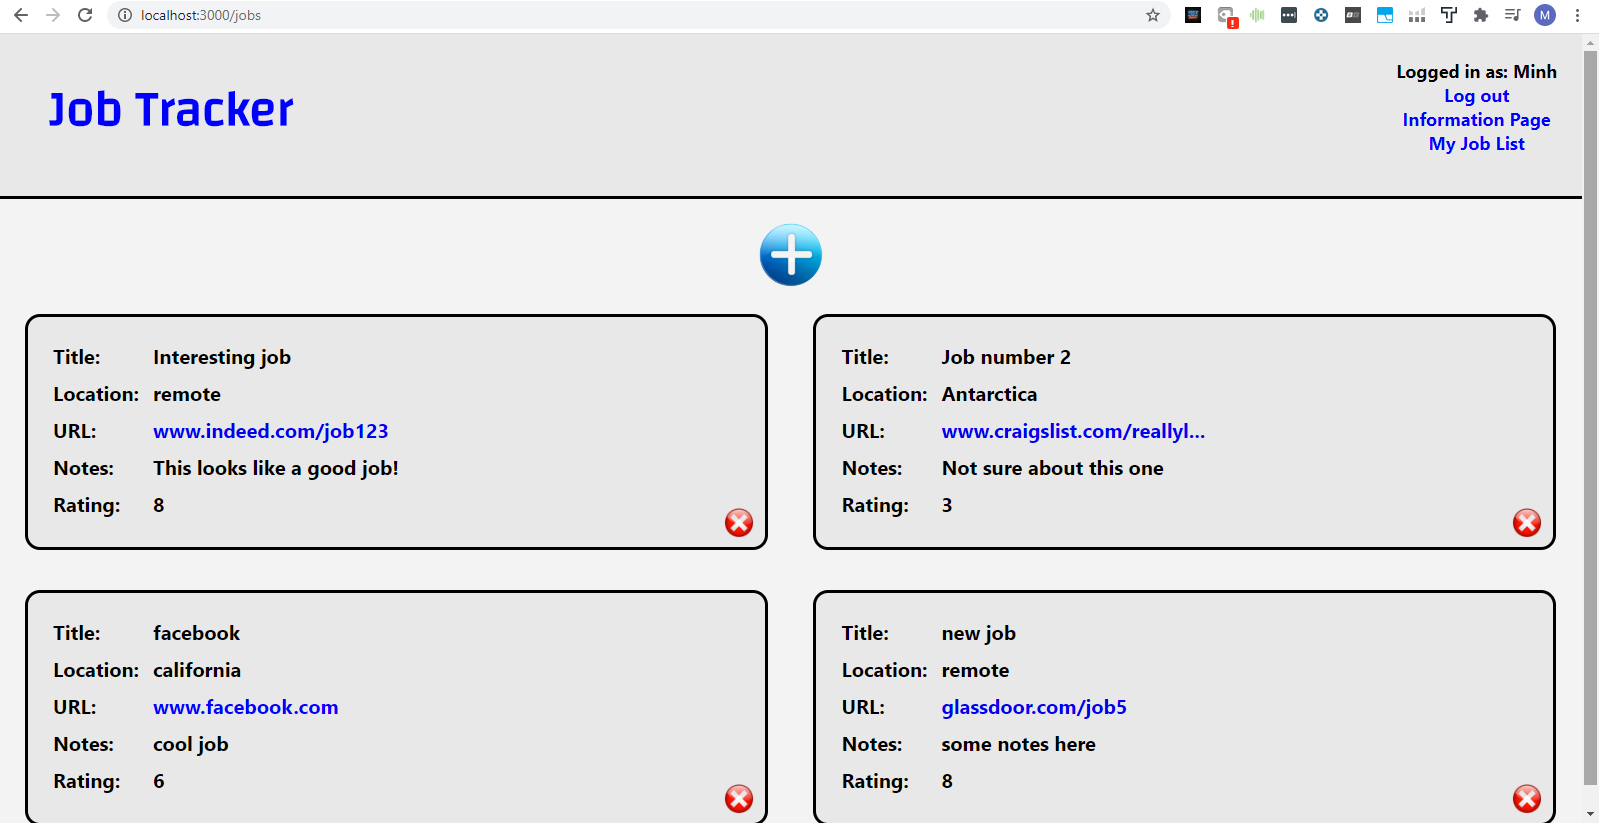 localhost:3000/jobs
M
Job Tracker
Logged in as: Minh
Log out
Information Page
My Job List
Title: Interesting job
Location: remote
URL: www.indeed.com/job123
Notes: This looks like a good job!
Rating: 8
Title: Job number 2
Location: Antarctica
URL: www.craigslist.com/reallyl...
Notes: Not sure about this one
Rating: 3
Title: facebook
Location: california
URL: www.facebook.com
Notes: cool job
Rating: 6
Title: new job
Location: remote
URL: glassdoor.com/job5
Notes: some notes here
Rating: 8